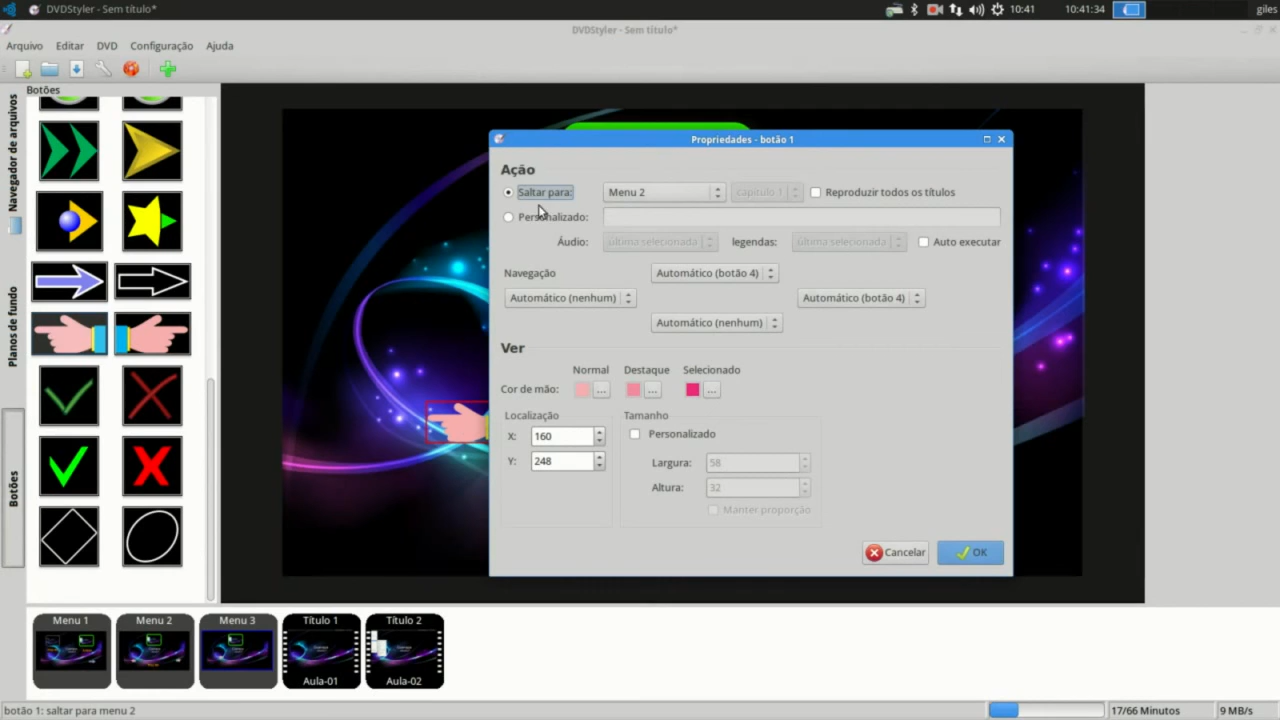 DVDStyler - Sem título*
10:41
10:41:34
giles
DVDStyler - Sem título*
Arquivo Editar DVD Configuração Ajuda
Botões
Navegador de arquivos
Planos de fundo
Botões
Propriedades - botão 1
Ação
Saltar para: Menu 2 capítulo 1 Reproduzir todos os títulos
Personalizado:
Áudio: última selecionada legendas: última selecionada Auto executar
Navegação Automático (botão 4)
Automático (nenhum) Automático (botão 4)
Automático (nenhum)
Ver
Normal Destaque Selecionado
Cor de mão: ... ... ...
Localização Tamanho
X: 160 Personalizado
Y: 248 Largura: 58
Altura: 32
Manter proporção
Cancelar OK
Menu 1 Menu 2 Menu 3 Título 1 Título 2
Aula-01 Aula-02
botão 1: saltar para menu 2 17/66 Minutos 9 MB/s